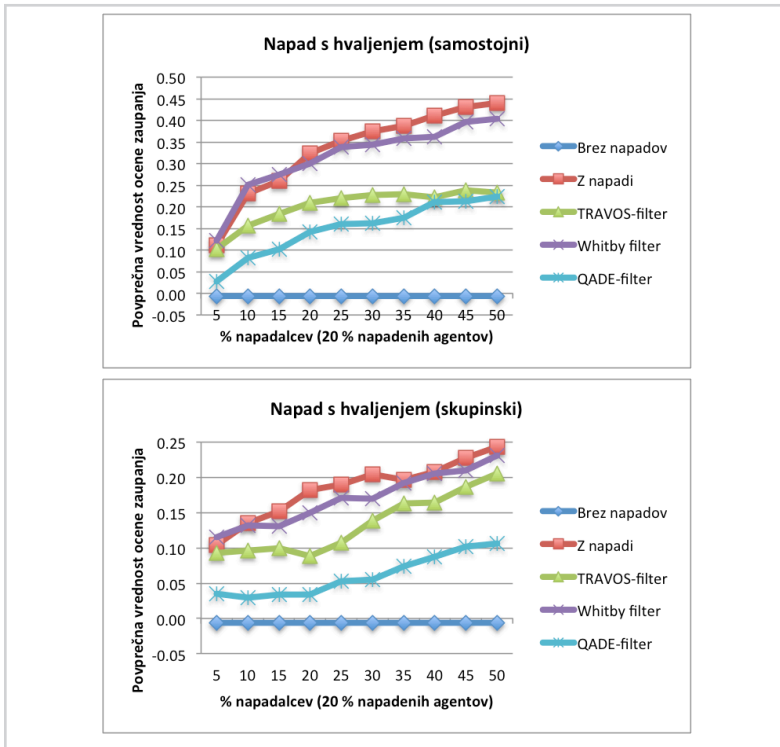 Napad s hvaljenjem (samostojni)
Povprečna vrednost ocene zaupanja
0.50
0.45
0.40
0.35
0.30
0.25
0.20
0.15
0.10
0.05
0.00
-0.05
5 10 15 20 25 30 35 40 45 50
% napadalcev (20 % napadenih agentov)
Brez napadov
Z napadi
TRAVOS-filter
Whitby filter
QADE-filter
Napad s hvaljenjem (skupinski)
Povprečna vrednost ocene zaupanja
0.25
0.20
0.15
0.10
0.05
0.00
-0.05
5 10 15 20 25 30 35 40 45 50
% napadalcev (20 % napadenih agentov)
Brez napadov
Z napadi
TRAVOS-filter
Whitby filter
QADE-filter